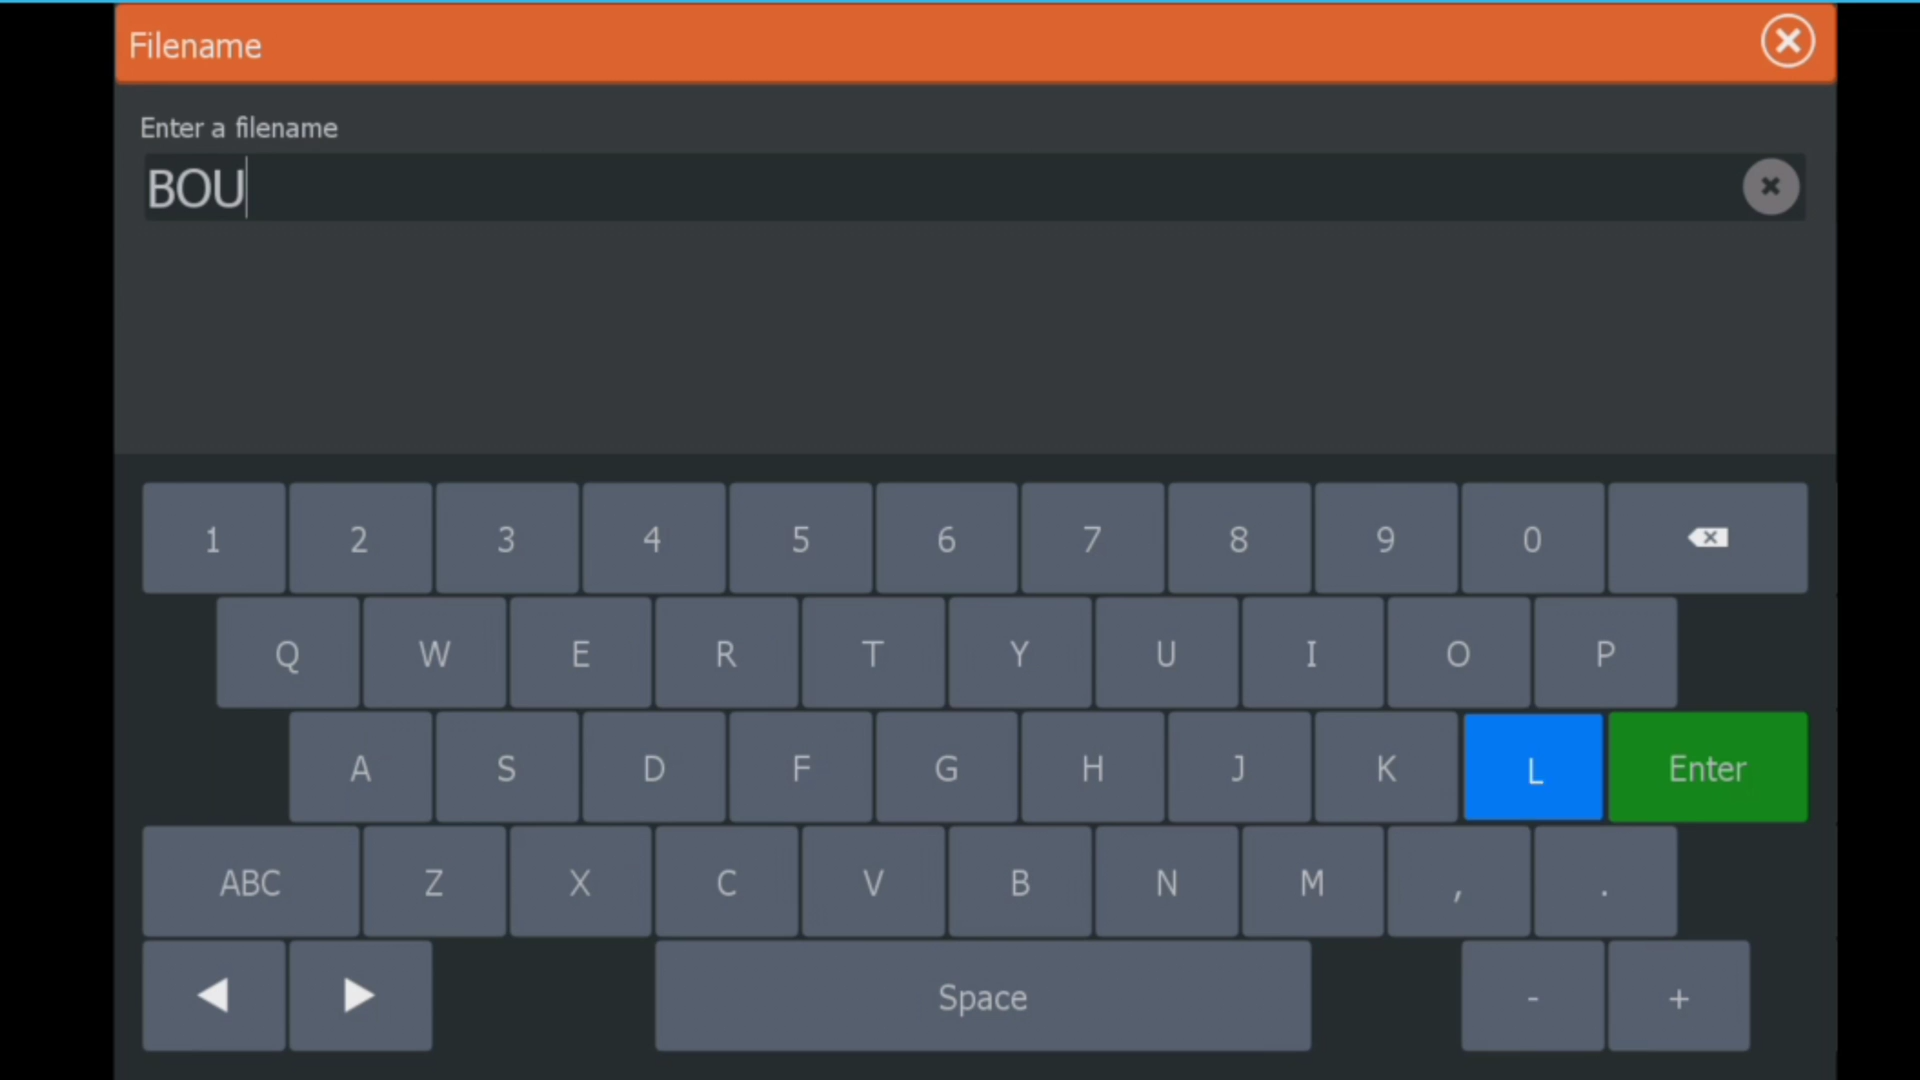 Filename
Enter a filename
BOU
1 2 3 4 5 6 7 8 9 0
Q W E R T Y U I O P
A S D F G H J K L Enter
ABC Z X C V B N M , .
Space - +